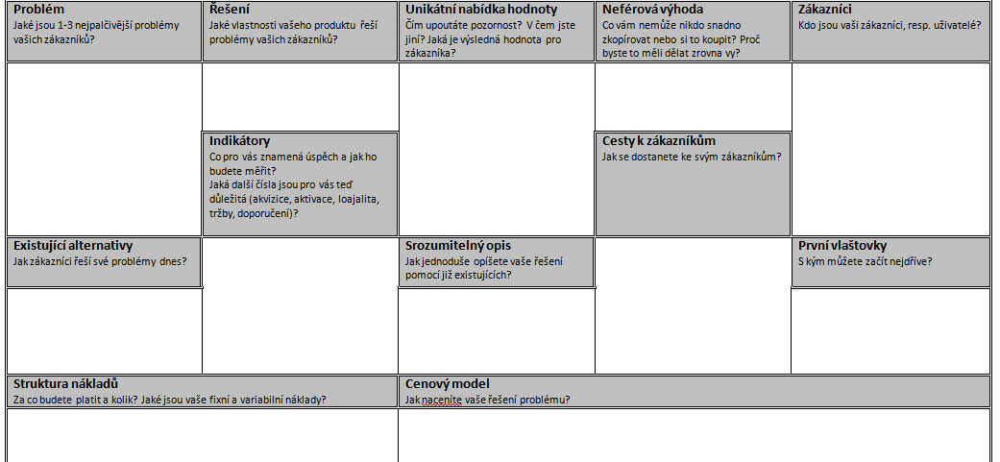 Problém
Jaké jsou 1-3 nejpalčivější problémy
vašich zákazníků?
Řešení
Jaké vlastnosti vašeho produktu řeší
problémy vašich zákazníků?
Unikátní nabídka hodnoty
Čím upoutáte pozornost? V čem jste
jiní? Jaká je výsledná hodnota pro
zákazníka?
Neférová výhoda
Co vám nemůže nikdo snadno
zkopírovat nebo si to koupit? Proč
byste to měli dělat zrovna vy?
Zákazníci
Kdo jsou vaši zákazníci, resp. uživatelé?
Indikátory
Co pro vás znamená úspěch a jak ho
budete měřit?
Jaká další čísla jsou pro vás teď
důležitá (akvizice, aktivace, loajalita,
tržby, doporučení)?
Cesty k zákazníkům
Jak se dostanete ke svým zákazníkům?
Existující alternativy
Jak zákazníci řeší své problémy dnes?
Srozumitelný opis
Jak jednoduše opíšete vaše řešení
pomocí již existujících?
První vlaštovky
S kým můžete začít nejdříve?
Struktura nákladů
Za co budete platit a kolik? Jaké jsou vaše fixní a variabilní náklady?
Cenový model
Jak naceníte vaše řešení problému?